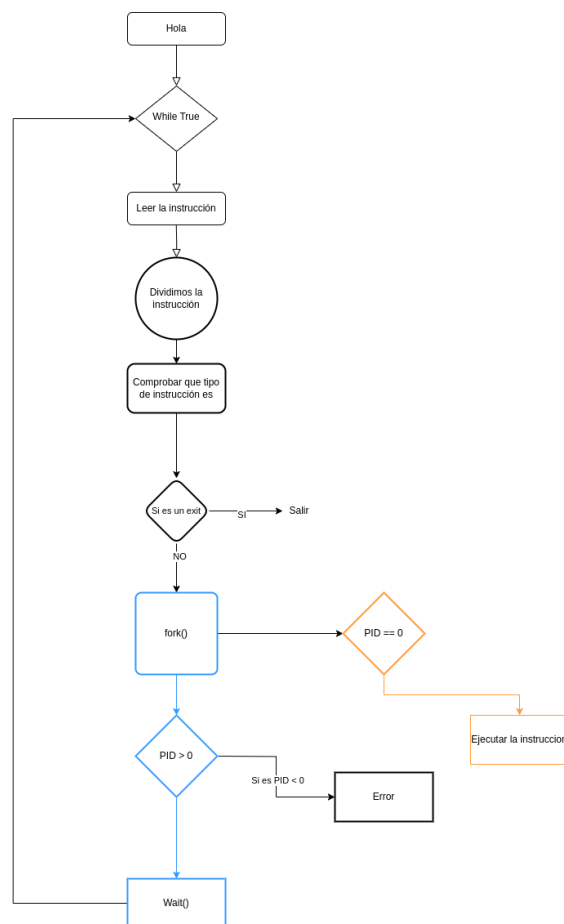 Hola
While True
Leer la instrucción
Dividimos la
instrucción
Comprobar que tipo
de instrucción es
Si es un exit
SI
Salir
NO
fork()
PID == 0
Ejecutar la instruccion
PID > 0
Si es PID < 0
Error
Wait()